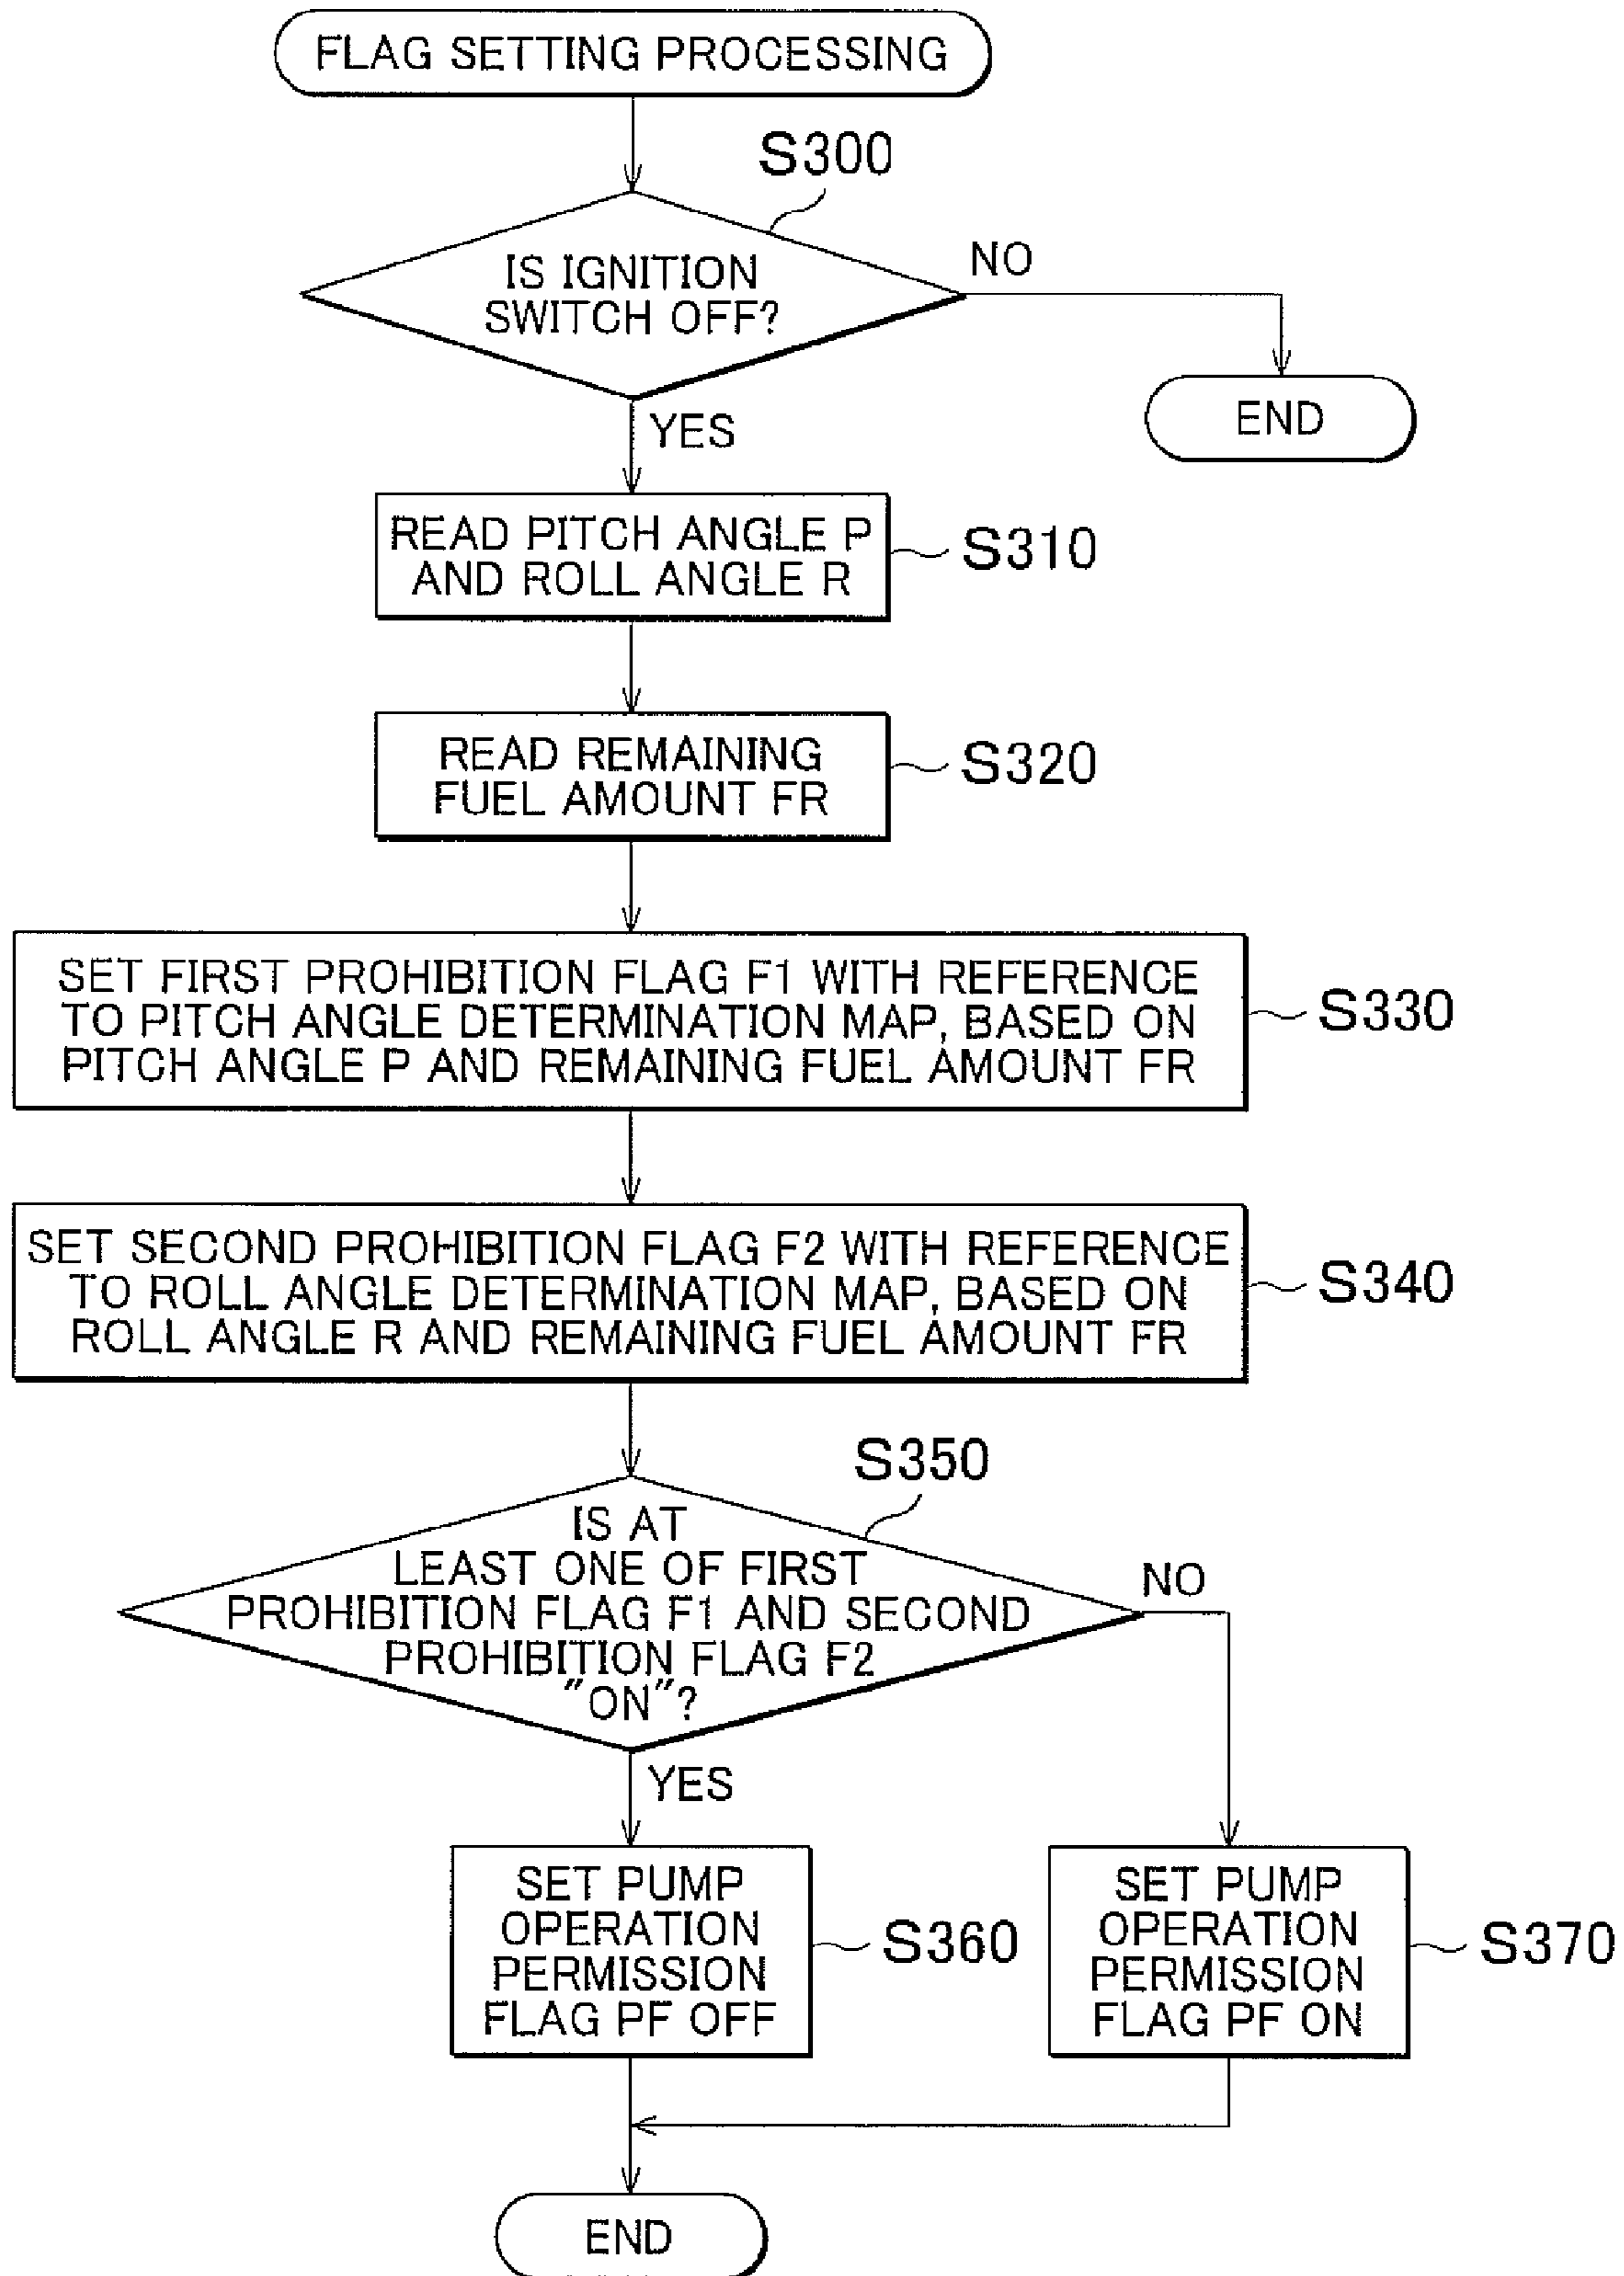 FLAG SETTING PROCESSING
S300
IS IGNITION
SWITCH OFF?
NO
END
YES
READ PITCH ANGLE P
AND ROLL ANGLE R
S310
READ REMAINING
FUEL AMOUNT FR
S320
SET FIRST PROHIBITION FLAG F1 WITH REFERENCE
TO PITCH ANGLE DETERMINATION MAP, BASED ON
PITCH ANGLE P AND REMAINING FUEL AMOUNT FR
S330
SET SECOND PROHIBITION FLAG F2 WITH REFERENCE
TO ROLL ANGLE DETERMINATION MAP, BASED ON
ROLL ANGLE R AND REMAINING FUEL AMOUNT FR
S340
S350
IS AT
LEAST ONE OF FIRST
PROHIBITION FLAG F1 AND SECOND
PROHIBITION FLAG F2
"ON"?
NO
YES
SET PUMP
OPERATION
PERMISSION
FLAG PF OFF
S360
SET PUMP
OPERATION
PERMISSION
FLAG PF ON
S370
END